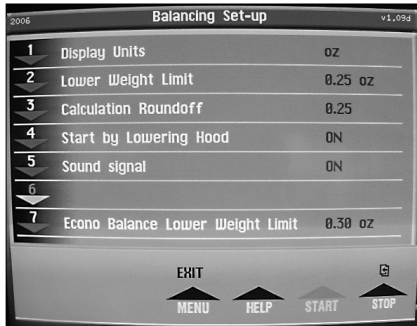 2006 Balancing Set-up v1.09d
1 Display Units oz
2 Lower Weight Limit 0.25 oz
3 Calculation Roundoff 0.25
4 Start by Lowering Hood ON
5 Sound signal ON
6
7 Econo Balance Lower Weight Limit 0.30 oz
EXIT
MENU HELP START STOP